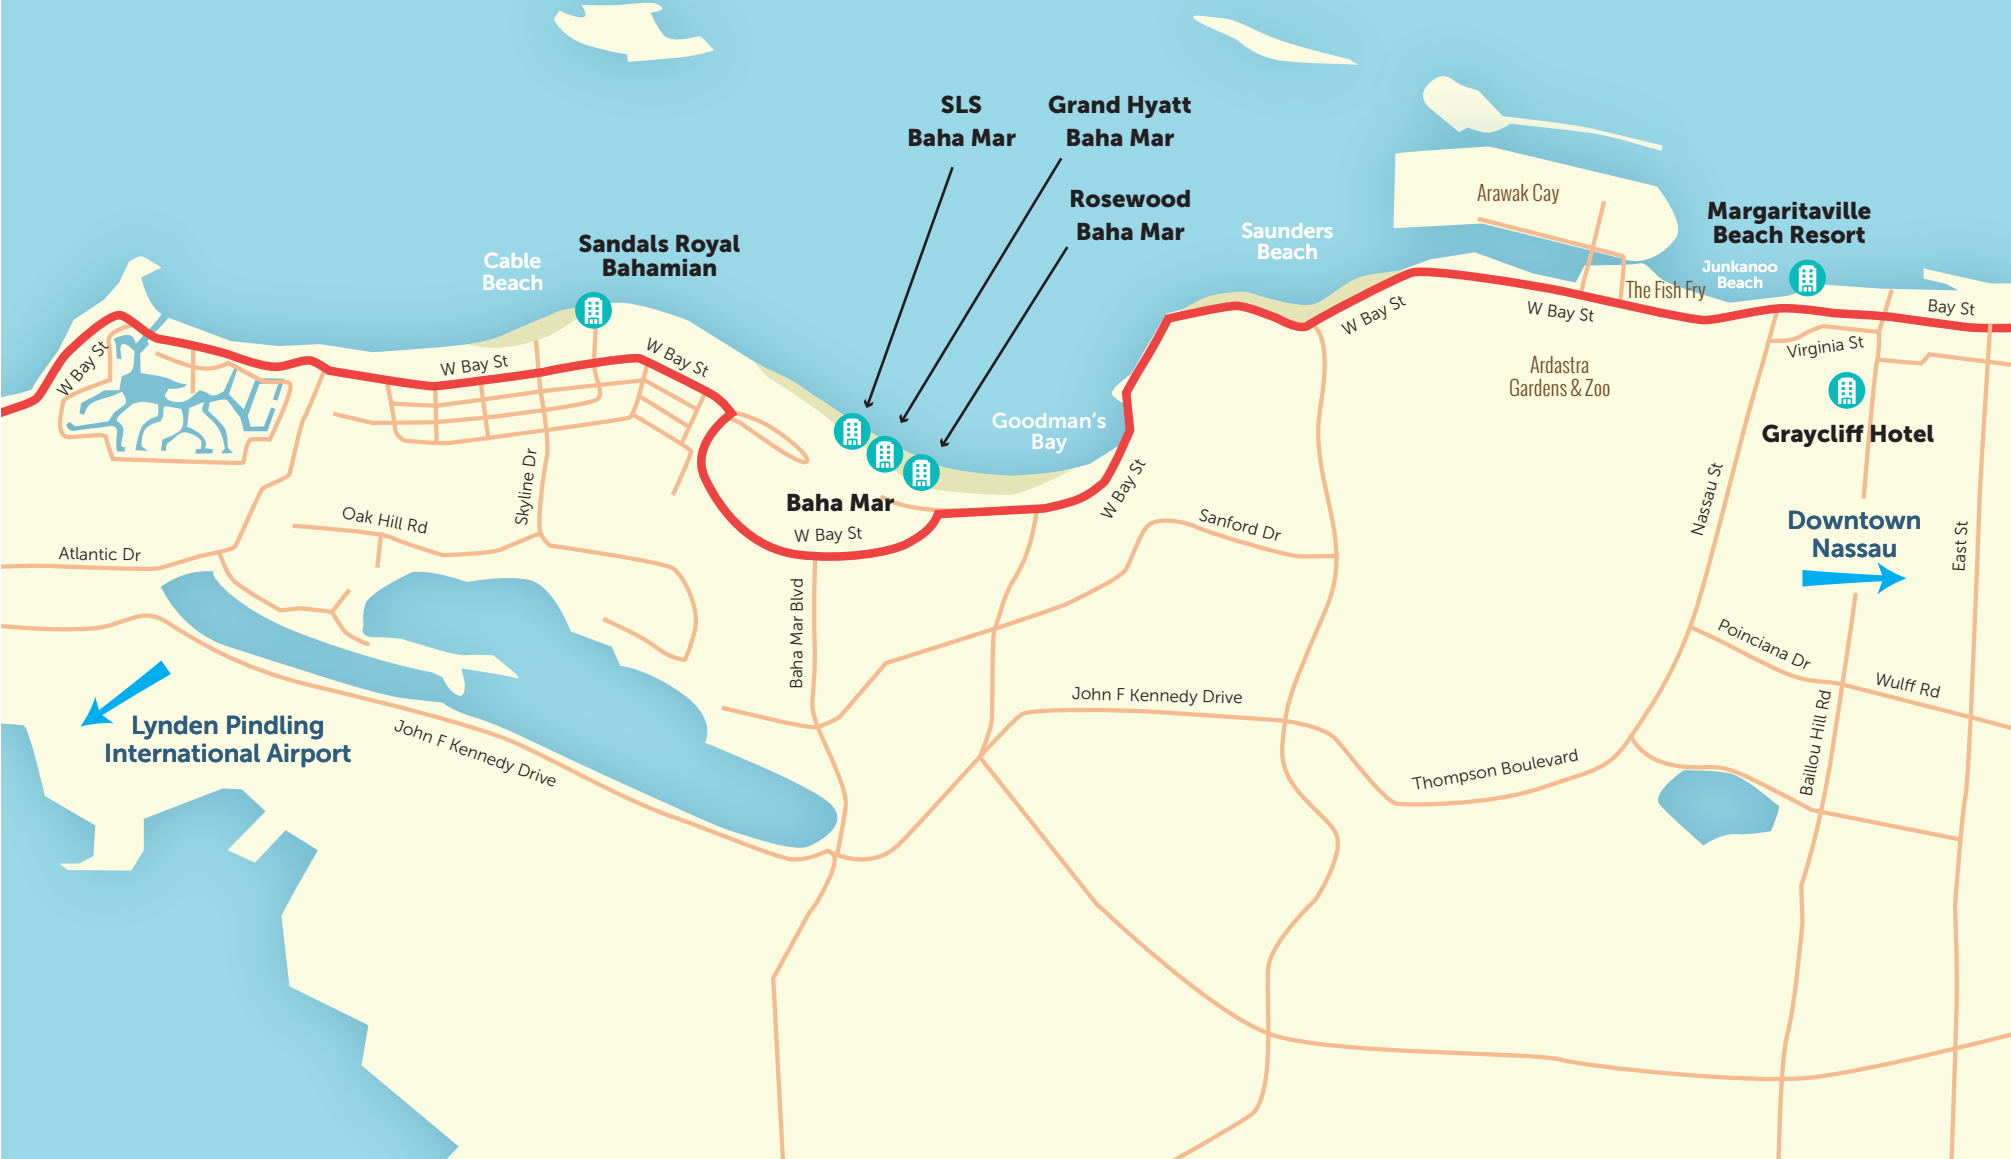 SLS
Baha Mar
Grand Hyatt
Baha Mar
Rosewood
Baha Mar
Arawak Cay
Margaritaville
Beach Resort
Saunders
Beach
Sandals Royal
Bahamian
Cable
Beach
Junkanoo
Beach
The Fish Fry
W Bay St
W Bay St
Bay St
W Bay St
W Bay St
W Bay St
Virginia St
Ardastra
Gardens & Zoo
Goodman's
Bay
Graycliff Hotel
Skyline Dr
W Bay St
Nassau St
Baha Mar
W Bay St
Oak Hill Rd
Sanford Dr
Downtown
Nassau
East St
Atlantic Dr
Baha Mar Blvd
Poinciana Dr
Wulff Rd
John F Kennedy Drive
Lynden Pindling
International Airport
John F Kennedy Drive
Baillou Hill Rd
Thompson Boulevard